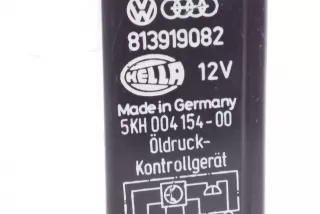 813919082
HELLA 12V
Made in Germany
5KH 004 154-00
Öldruck-
Kontrollgerät